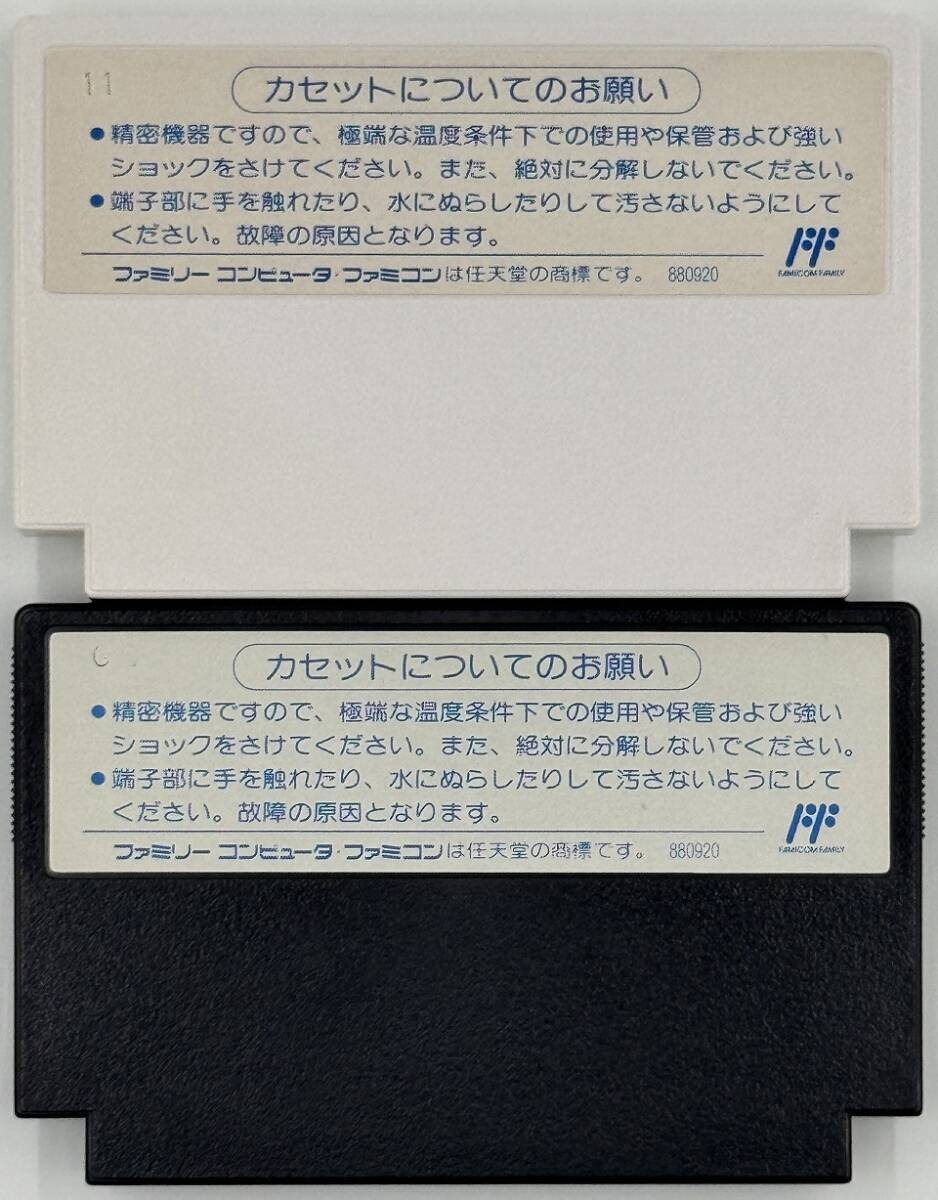 11
カセットについてのお願い
●精密機器ですので、極端な温度条件下での使用や保管および強い
ショックをさけてください。また、絶対に分解しないでください。
●端子部に手を触れたり、水にぬらしたりして汚さないようにして
ください。故障の原因となります。
FAMICOM FAMILY
ファミリー コンピュータ・ファミコンは任天堂の商標です。 880920
カセットについてのお願い
●精密機器ですので、極端な温度条件下での使用や保管および強い
ショックをさけてください。また、絶対に分解しないでください。
●端子部に手を触れたり、水にぬらしたりして汚さないようにして
ください。故障の原因となります。
FAMICOM FAMILY
ファミリー コンピュータ・ファミコンは任天堂の商標です。 880920